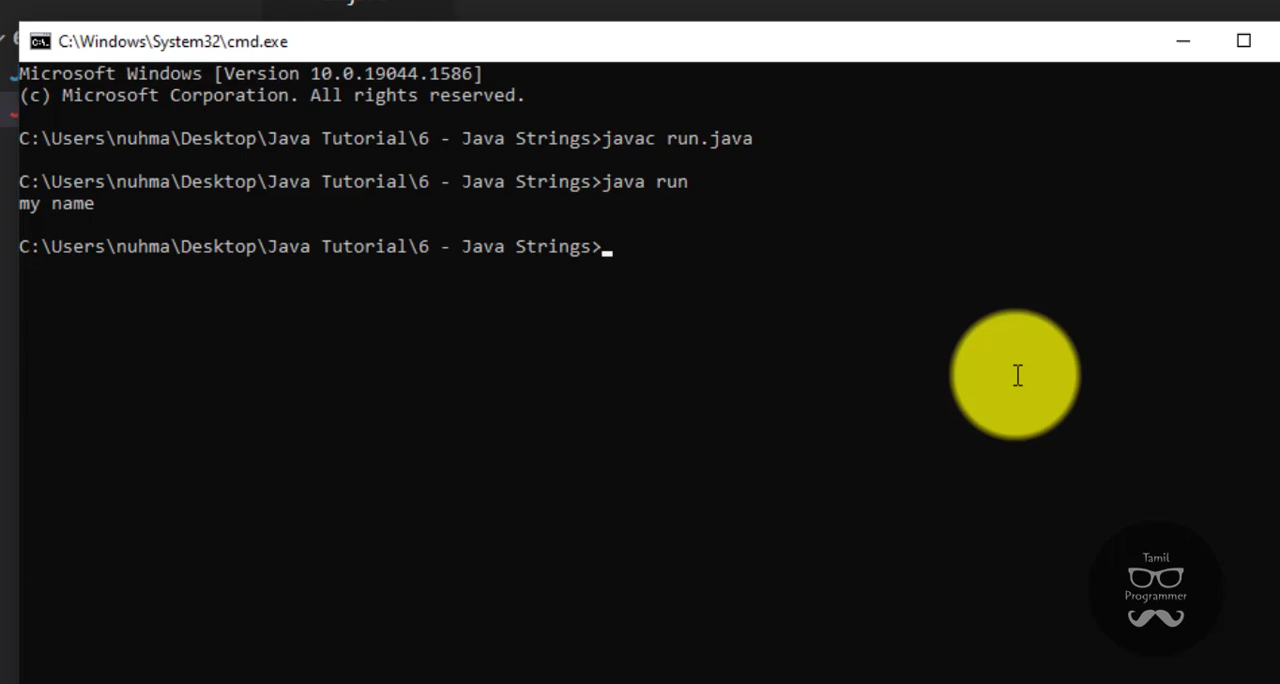 C:\Windows\System32\cmd.exe
Microsoft Windows [Version 10.0.19044.1586]
(c) Microsoft Corporation. All rights reserved.
C:\Users\nuhma\Desktop\Java Tutorial\6 - Java Strings>javac run.java
C:\Users\nuhma\Desktop\Java Tutorial\6 - Java Strings>java run
my name
C:\Users\nuhma\Desktop\Java Tutorial\6 - Java Strings>
Tamil
Programmer